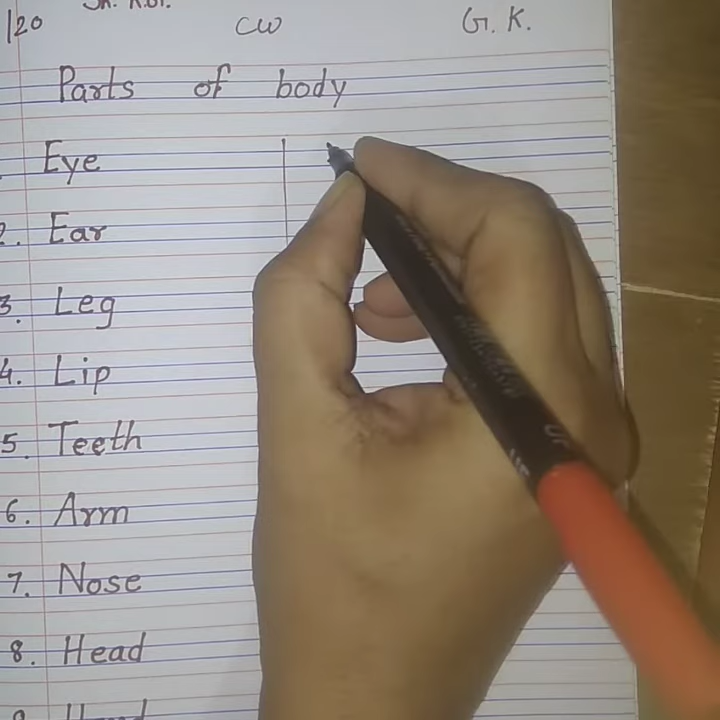 /20 CW G. K.
Parts of body
Eye
2. Ear
3. Leg
4. Lip
5. Teeth
6. Arm
7. Nose
8. Head